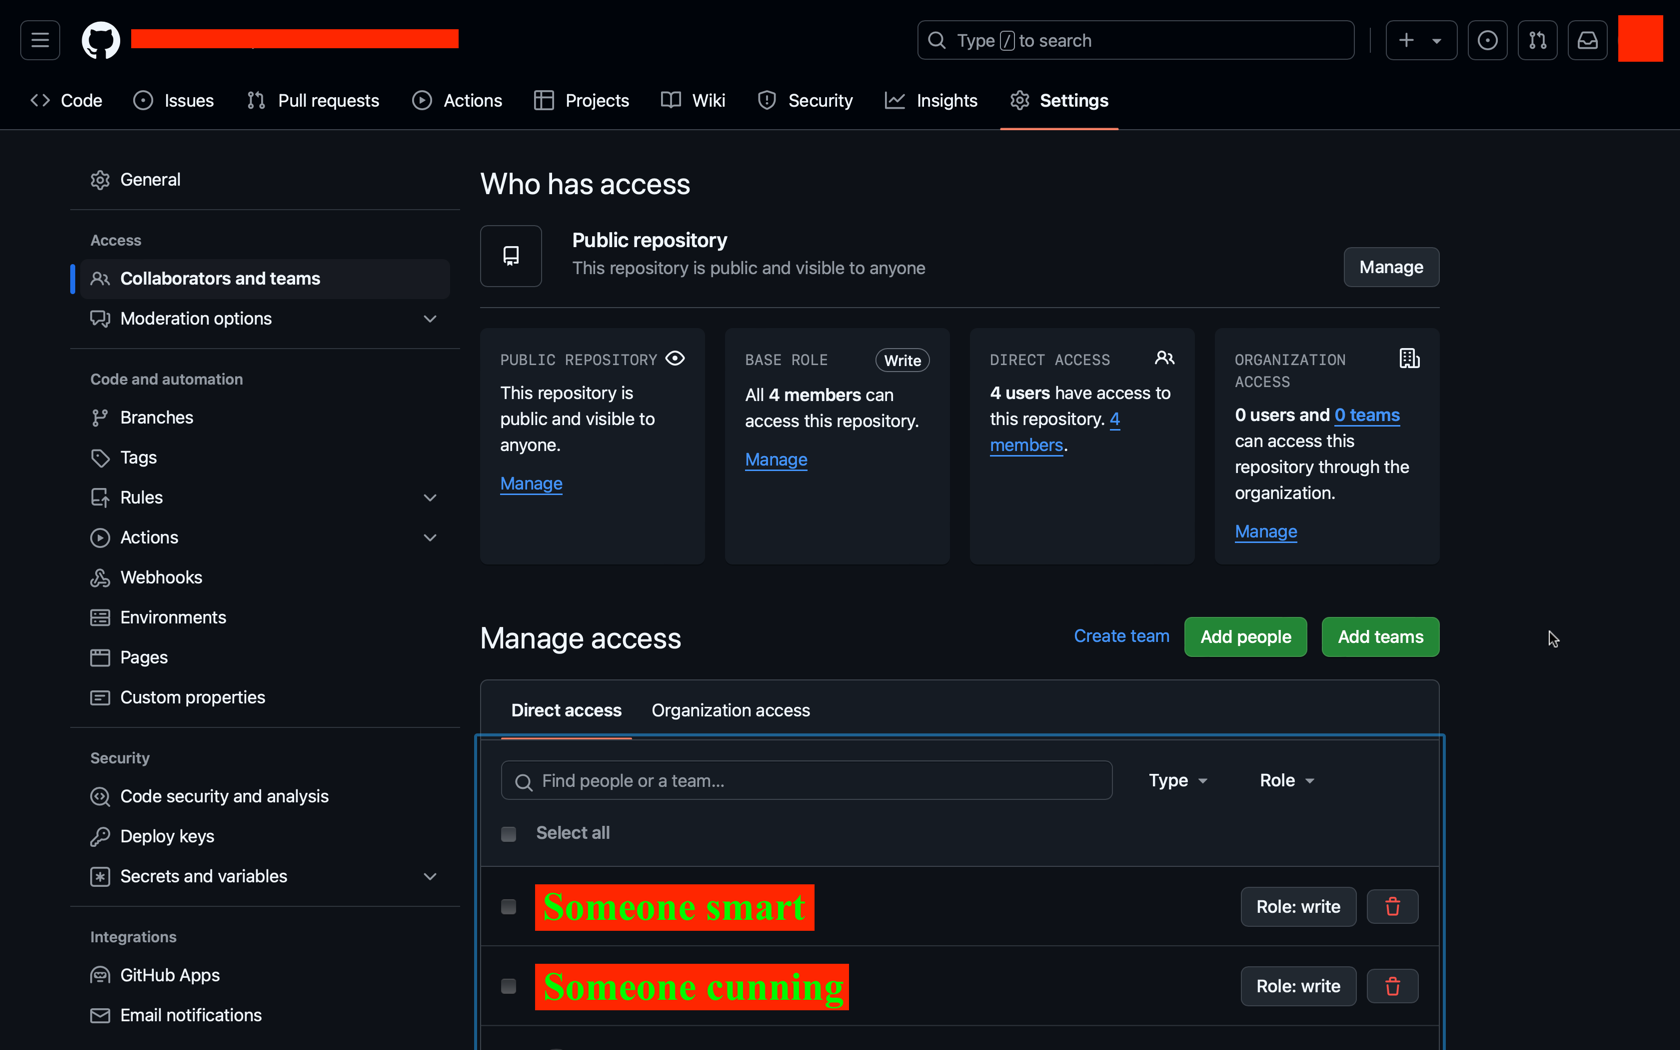 Type / to search
Code
Issues
Pull requests
Actions
Projects
Wiki
Security
Insights
Settings
General
Access
Collaborators and teams
Moderation options
Code and automation
Branches
Tags
Rules
Actions
Webhooks
Environments
Pages
Custom properties
Security
Code security and analysis
Deploy keys
Secrets and variables
Integrations
GitHub Apps
Email notifications
Who has access
Public repository
This repository is public and visible to anyone
Manage
PUBLIC REPOSITORY
This repository is
public and visible to
anyone.
Manage
BASE ROLE Write
All 4 members can
access this repository.
Manage
DIRECT ACCESS
4 users have access to
this repository. 4
members.
ORGANIZATION
ACCESS
0 users and 0 teams
can access this
repository through the
organization.
Manage
Manage access
Create team
Add people
Add teams
Direct access
Organization access
Find people or a team...
Type
Role
Select all
Someone smart
Role: write
Someone cunning
Role: write